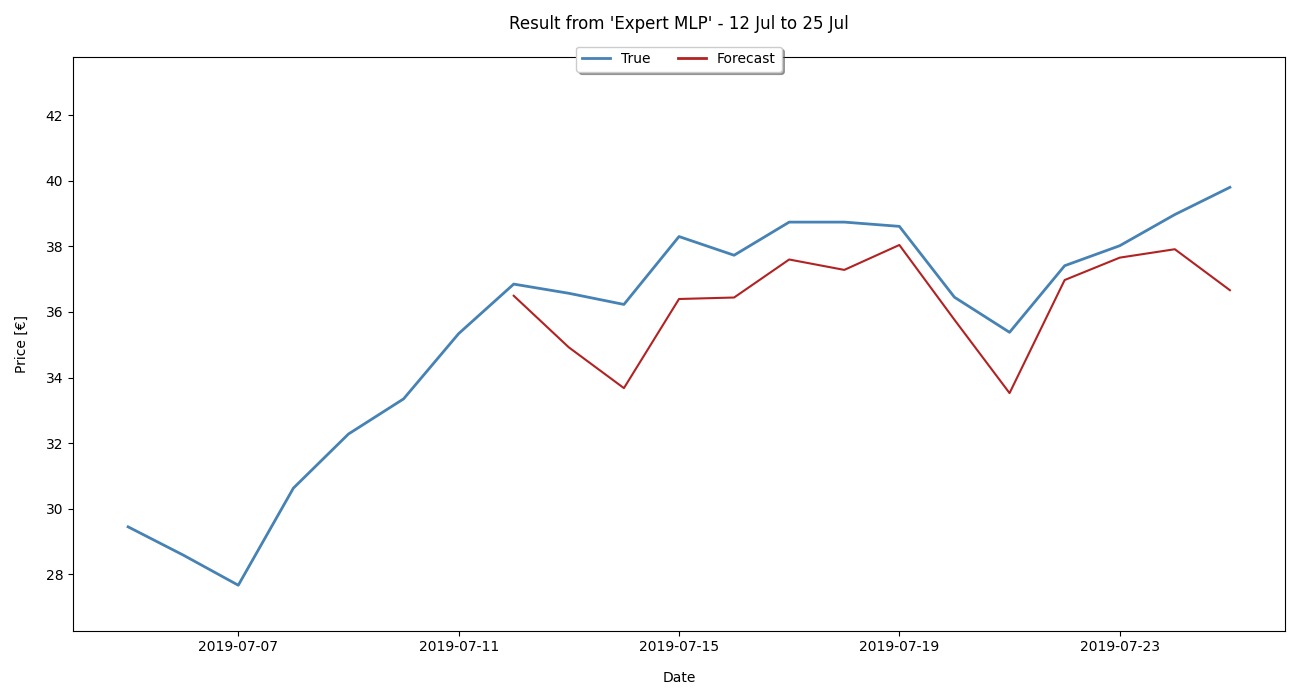 Result from 'Expert MLP' - 12 Jul to 25 Jul
True Forecast
42
40
38
36
34
32
30
28
Price [€]
2019-07-07 2019-07-11 2019-07-15 2019-07-19 2019-07-23
Date